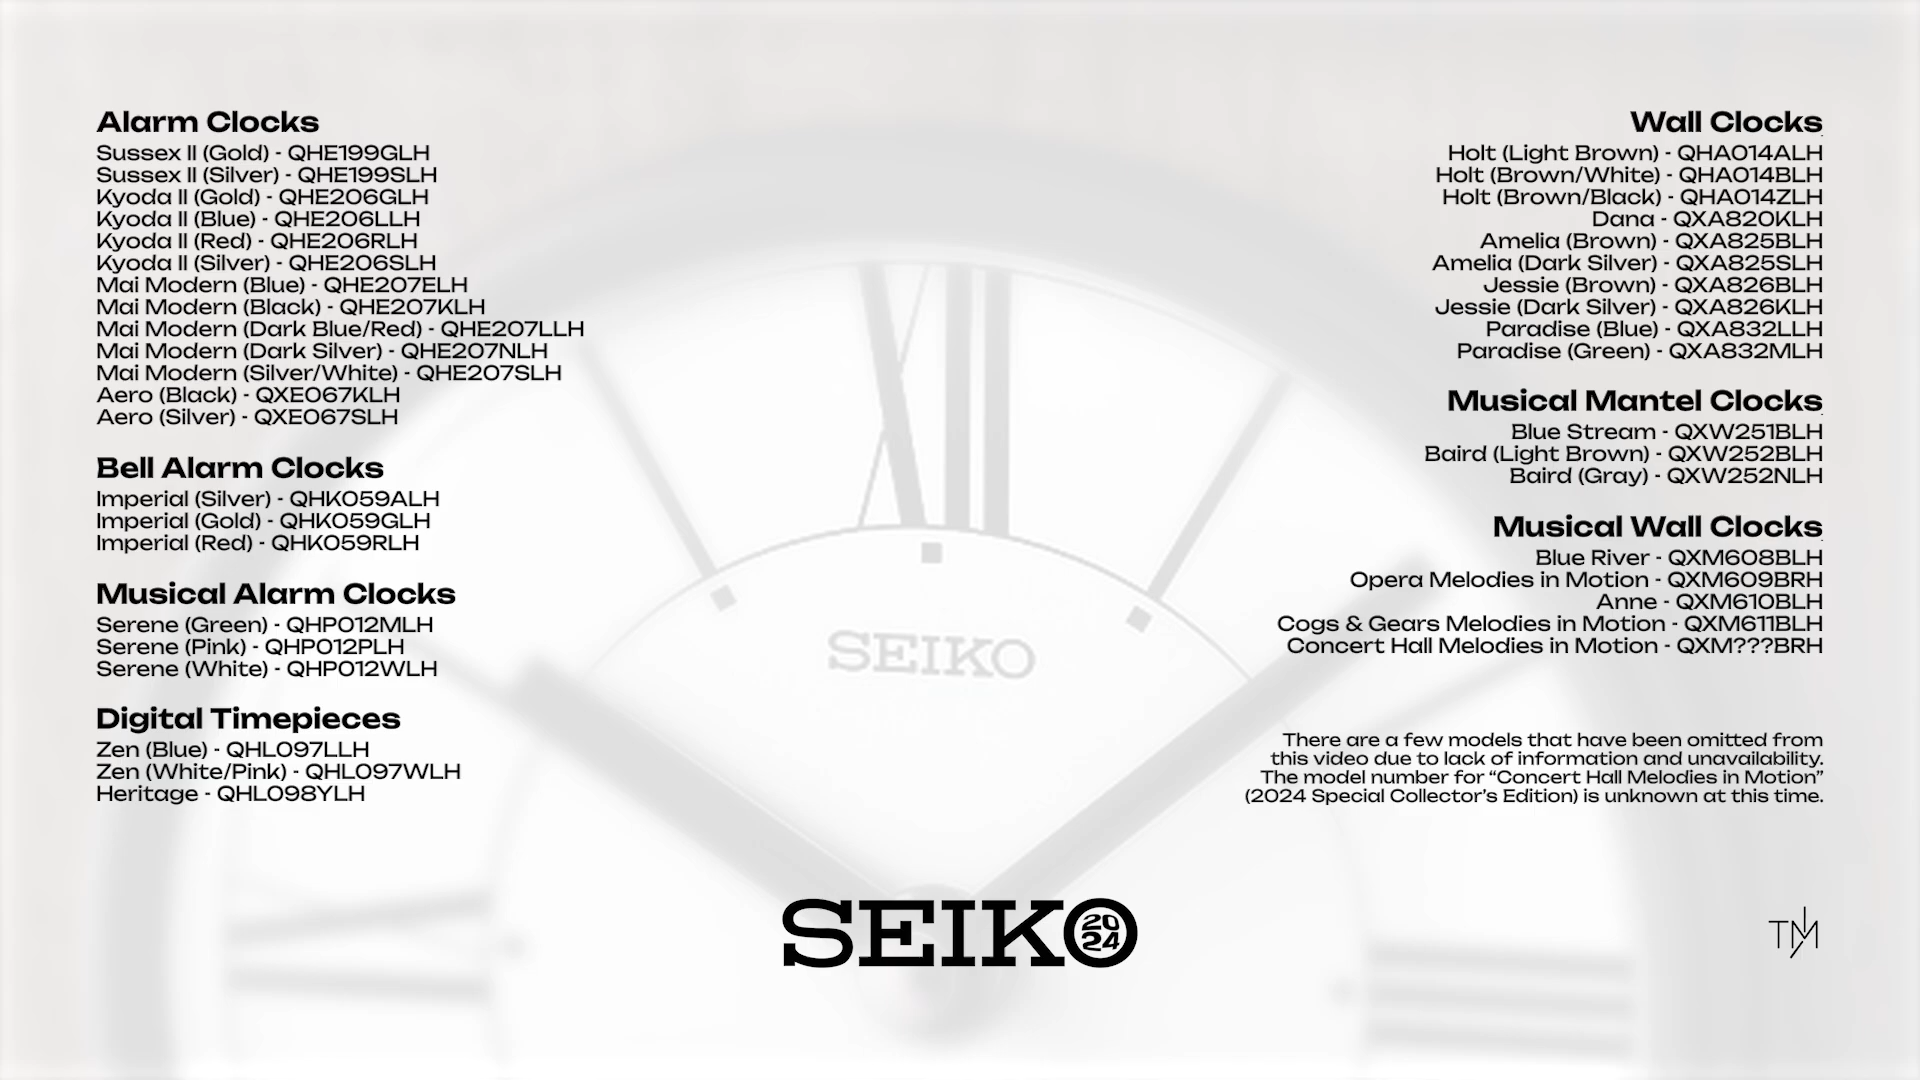 Alarm Clocks
Sussex II (Gold) - QHE199GLH
Sussex II (Silver) - QHE199SLH
Kyoda II (Gold) - QHE206GLH
Kyoda II (Blue) - QHE206LLH
Kyoda II (Red) - QHE206RLH
Kyoda II (Silver) - QHE206SLH
Mai Modern (Blue) - QHE207ELH
Mai Modern (Black) - QHE207KLH
Mai Modern (Dark Blue/Red) - QHE207LLH
Mai Modern (Dark Silver) - QHE207NLH
Mai Modern (Silver/White) - QHE207SLH
Aero (Black) - QXE067KLH
Aero (Silver) - QXE067SLH
Bell Alarm Clocks
Imperial (Silver) - QHK059ALH
Imperial (Gold) - QHK059GLH
Imperial (Red) - QHK059RLH
Musical Alarm Clocks
Serene (Green) - QHP012MLH
Serene (Pink) - QHP012PLH
Serene (White) - QHP012WLH
Digital Timepieces
Zen (Blue) - QHL097LLH
Zen (White/Pink) - QHL097WLH
Heritage - QHL098YLH
Wall Clocks
Holt (Light Brown) - QHA014ALH
Holt (Brown/White) - QHA014BLH
Holt (Brown/Black) - QHA014ZLH
Dana - QXA820KLH
Amelia (Brown) - QXA825BLH
Amelia (Dark Silver) - QXA825SLH
Jessie (Brown) - QXA826BLH
Jessie (Dark Silver) - QXA826KLH
Paradise (Blue) - QXA832LLH
Paradise (Green) - QXA832MLH
Musical Mantel Clocks
Blue Stream - QXW251BLH
Baird (Light Brown) - QXW252BLH
Baird (Gray) - QXW252NLH
Musical Wall Clocks
Blue River - QXM608BLH
Opera Melodies in Motion - QXM609BRH
Anne - QXM610BLH
Cogs & Gears Melodies in Motion - QXM611BLH
Concert Hall Melodies in Motion - QXM???BRH
There are a few models that have been omitted from
this video due to lack of information and unavailability.
The model number for “Concert Hall Melodies in Motion”
(2024 Special Collector's Edition) is unknown at this time.
XII
SEIKO
III
SEIKO
2024